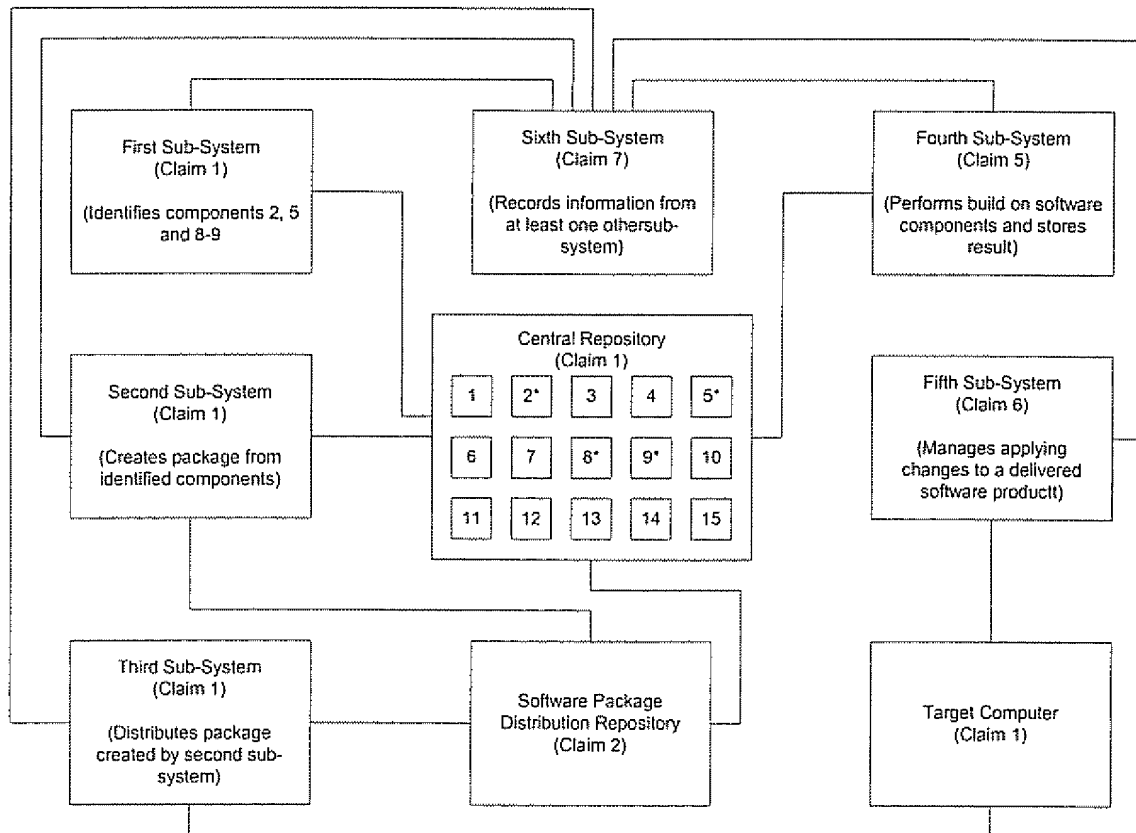 First Sub-System
(Claim 1)
(Identifies components 2, 5
and 8-9)
Sixth Sub-System
(Claim 7)
(Records information from
at least one othersub-
system)
Fourth Sub-System
(Claim 5)
(Performs build on software
components and stores
result)
Second Sub-System
(Claim 1)
(Creates package from
identified components)
Central Repository
(Claim 1)
1 2* 3 4 5*
6 7 8* 9* 10
11 12 13 14 15
Fifth Sub-System
(Claim 6)
(Manages applying
changes to a delivered
software productt)
Third Sub-System
(Claim 1)
(Distributes package
created by second sub-
system)
Software Package
Distribution Repository
(Claim 2)
Target Computer
(Claim 1)